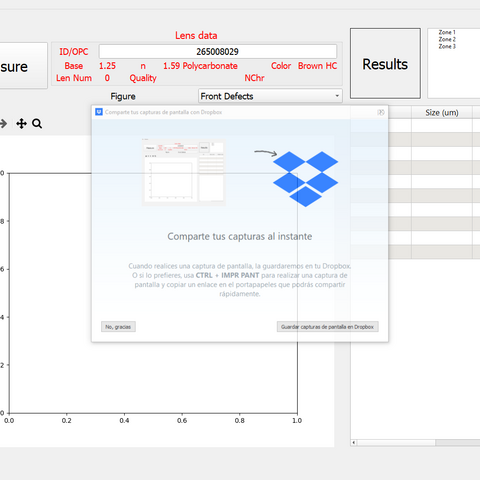 Lens data
ID/OPC 265008029
Base 1.25 n 1.59 Polycarbonate Color Brown HC
Len Num 0 Quality NChr
sure
Results
Zone 1
Zone 2
Zone 3
Figure Front Defects
Size (um)
Comparte tus capturas de pantalla con Dropbox
Comparte tus capturas al instante
Cuando realices una captura de pantalla, la guardaremos en tu Dropbox.
O si lo prefieres, usa CTRL + IMPR PANT para realizar una captura de
pantalla y copiar un enlace en el portapapeles que podrás compartir
rápidamente.
No, gracias
Guardar capturas de pantalla en Dropbox
.0
.8
.6
.4
.2
0.0
0.0 0.2 0.4 0.6 0.8 1.0